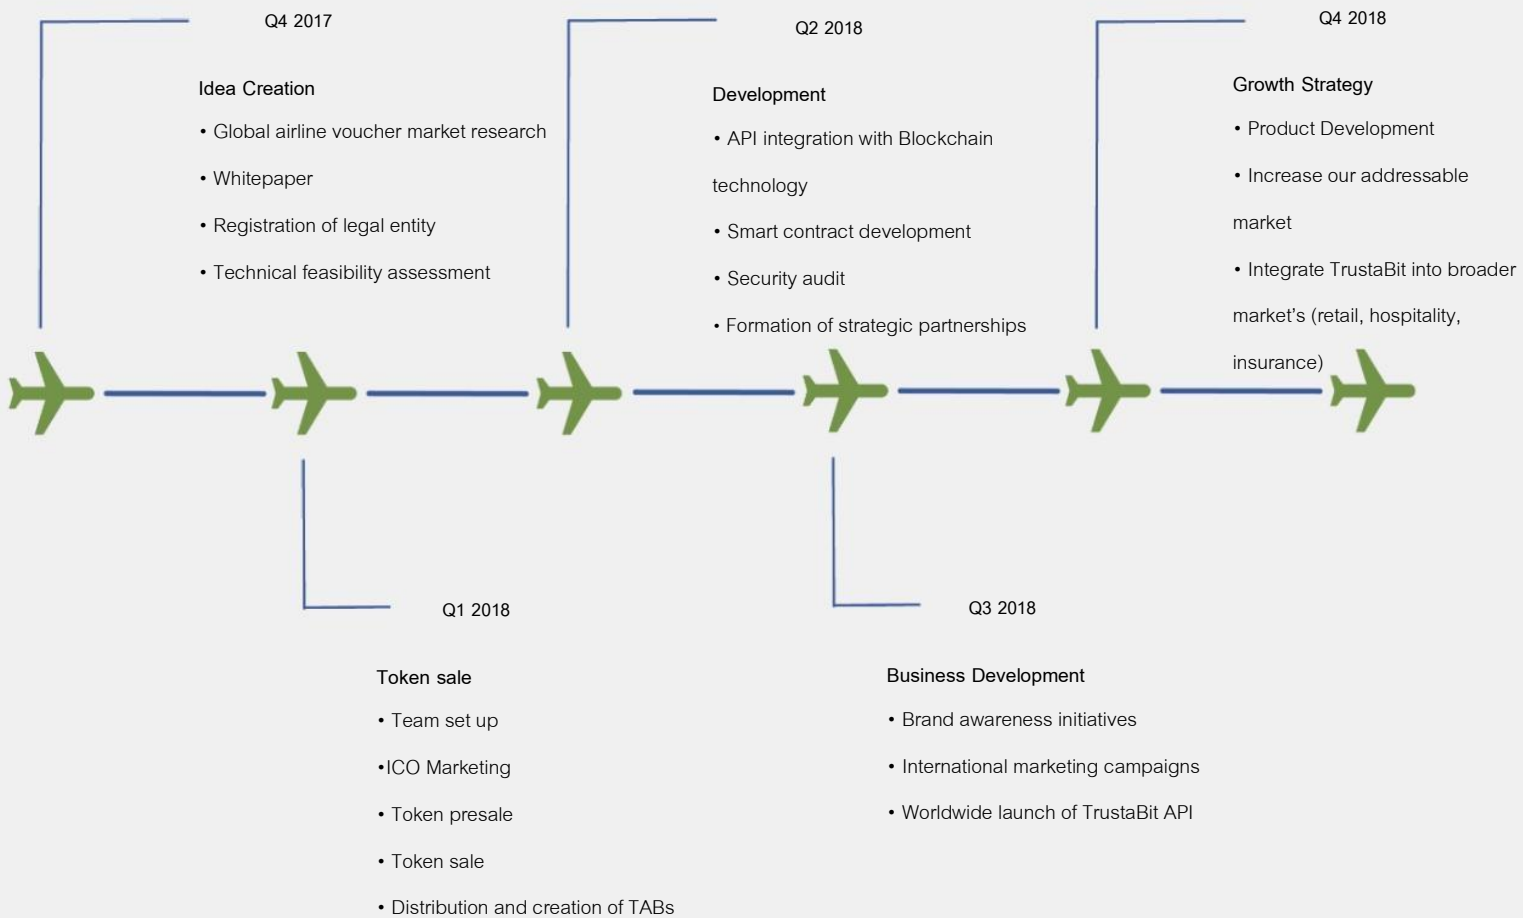 Q4 2017
Idea Creation
• Global airline voucher market research
• Whitepaper
• Registration of legal entity
• Technical feasibility assessment
Q2 2018
Development
• API integration with Blockchain
technology
• Smart contract development
• Security audit
• Formation of strategic partnerships
Q4 2018
Growth Strategy
• Product Development
• Increase our addressable
market
• Integrate TrustaBit into broader
market's (retail, hospitality,
insurance)
Q1 2018
Token sale
• Team set up
•ICO Marketing
• Token presale
• Token sale
• Distribution and creation of TABs
Q3 2018
Business Development
• Brand awareness initiatives
• International marketing campaigns
• Worldwide launch of TrustaBit API